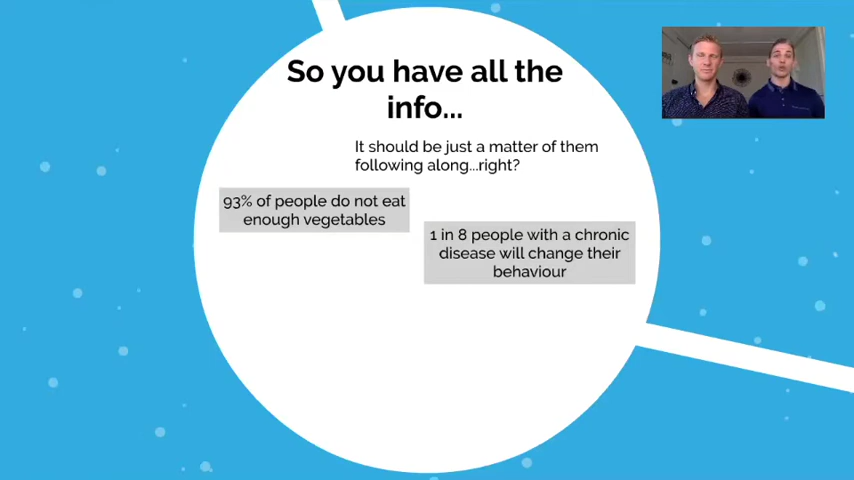 So you have all the
info...
It should be just a matter of them
following along...right?
93% of people do not eat
enough vegetables
1 in 8 people with a chronic
disease will change their
behaviour